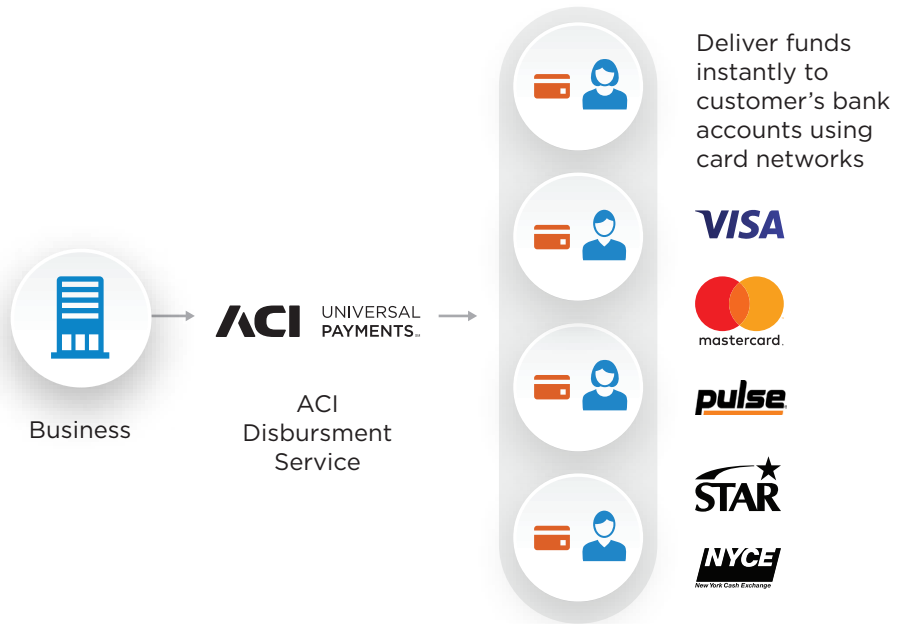 Business
ACI UNIVERSAL
PAYMENTS℠
ACI
Disbursment
Service
Deliver funds
instantly to
customer’s bank
accounts using
card networks
VISA
mastercard.
pulse
STAR
NYCE
New York Cash Exchange